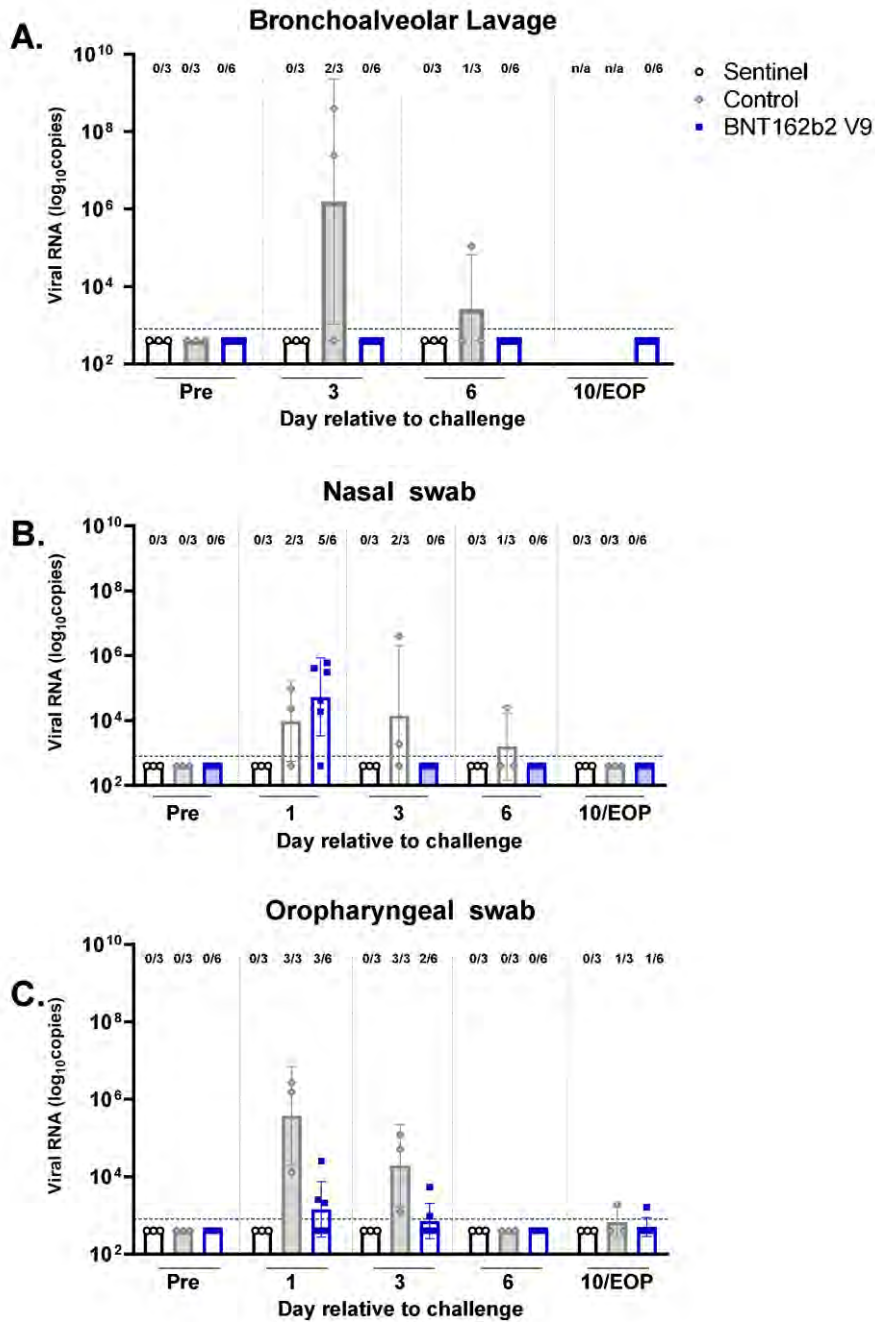 A.
Bronchoalveolar Lavage
Viral RNA (log10copies)
10^10
10^8
10^6
10^4
10^2
0/3 0/3 0/6 0/3 2/3 0/6 0/3 1/3 0/6 n/a n/a 0/6
Sentinel
Control
BNT162b2 V9
Pre 3 6 10/EOP
Day relative to challenge
B.
Nasal swab
Viral RNA (log10copies)
10^10
10^8
10^6
10^4
10^2
0/3 0/3 0/6 0/3 2/3 5/6 0/3 2/3 0/6 0/3 1/3 0/6 0/3 0/3 0/6
Pre 1 3 6 10/EOP
Day relative to challenge
C.
Oropharyngeal swab
Viral RNA (log10copies)
10^10
10^8
10^6
10^4
10^2
0/3 0/3 0/6 0/3 3/3 3/6 0/3 3/3 2/6 0/3 0/3 0/6 0/3 1/3 1/6
Pre 1 3 6 10/EOP
Day relative to challenge